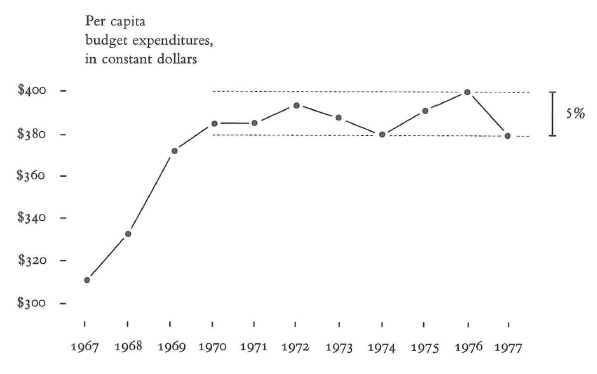 Per capita
budget expenditures,
in constant dollars
$400
5%
$380
$360
$340
$320
$300
1967 1968 1969 1970 1971 1972 1973 1974 1975 1976 1977